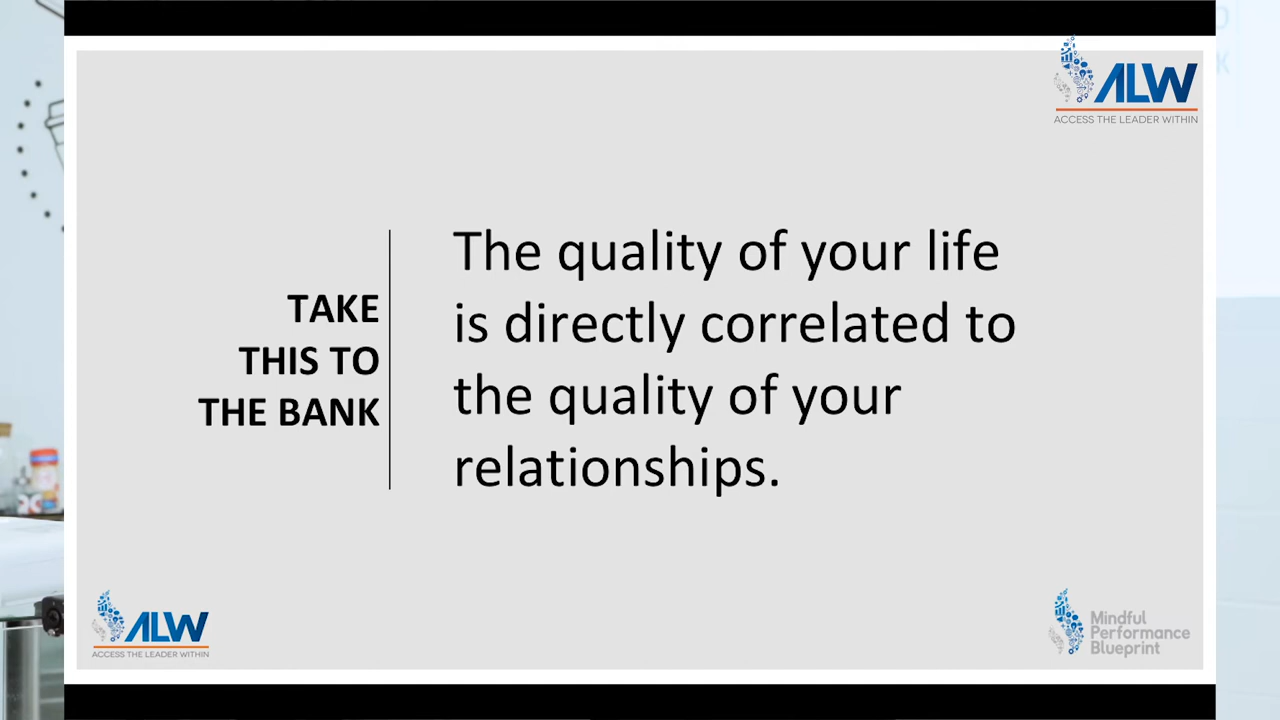 ALW
ACCESS THE LEADER WITHIN
TAKE
THIS TO
THE BANK
The quality of your life
is directly correlated to
the quality of your
relationships.
ALW
ACCESS THE LEADER WITHIN
Mindful
Performance
Blueprint